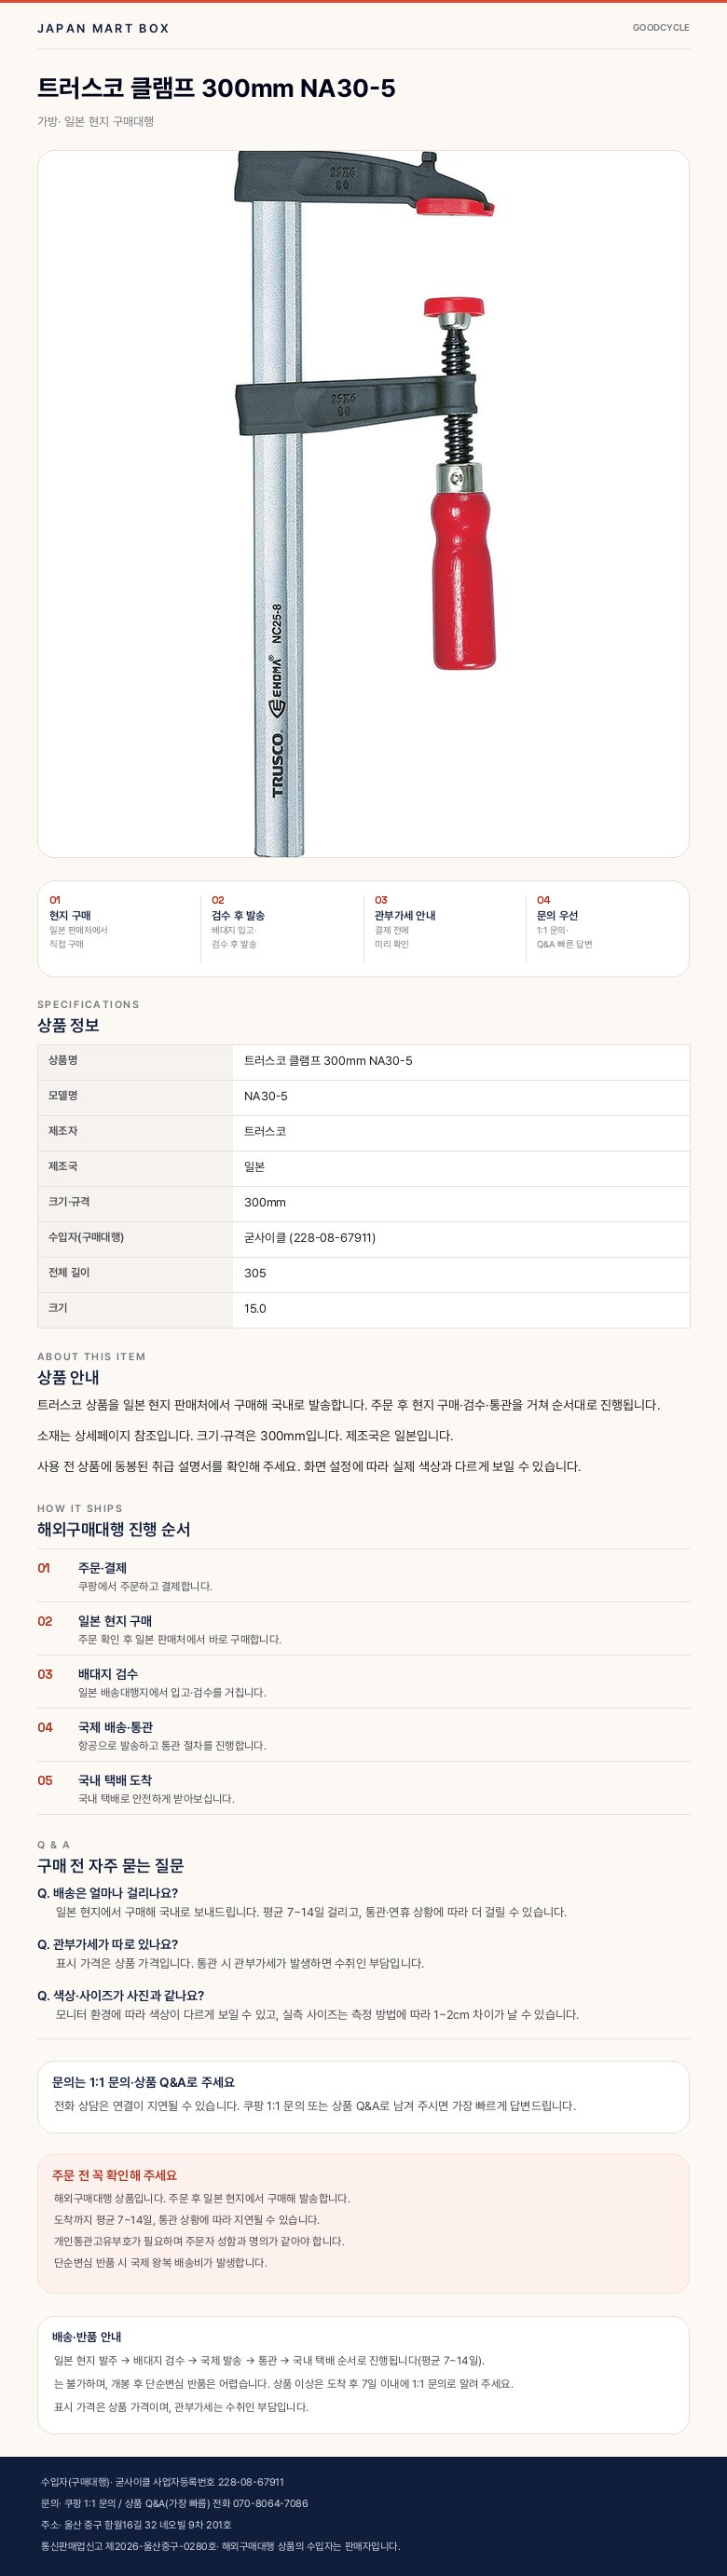 JAPAN MART BOX
GOODCYCLE
트러스코 클램프 300mm NA30-5
가방· 일본 현지 구매대행
25X6
80
25X6
80
TRUSCO EHOMA® NC25-8
01
현지 구매
일본 판매처에서
직접 구매
02
검수 후 발송
배대지 입고·
검수 후 발송
03
관부가세 안내
결제 전에
미리 확인
04
문의 우선
1:1 문의·
Q&A 빠른 답변
SPECIFICATIONS
상품 정보
상품명 트러스코 클램프 300mm NA30-5
모델명 NA30-5
제조자 트러스코
제조국 일본
크기·규격 300mm
수입자(구매대행) 굳사이클 (228-08-67911)
전체 길이 305
크기 15.0
ABOUT THIS ITEM
상품 안내
트러스코 상품을 일본 현지 판매처에서 구매해 국내로 발송합니다. 주문 후 현지 구매·검수·통관을 거쳐 순서대로 진행됩니다.
소재는 상세페이지 참조입니다. 크기·규격은 300mm입니다. 제조국은 일본입니다.
사용 전 상품에 동봉된 취급 설명서를 확인해 주세요. 화면 설정에 따라 실제 색상과 다르게 보일 수 있습니다.
HOW IT SHIPS
해외구매대행 진행 순서
01 주문·결제
쿠팡에서 주문하고 결제합니다.
02 일본 현지 구매
주문 확인 후 일본 판매처에서 바로 구매합니다.
03 배대지 검수
일본 배송대행지에서 입고·검수를 거칩니다.
04 국제 배송·통관
항공으로 발송하고 통관 절차를 진행합니다.
05 국내 택배 도착
국내 택배로 안전하게 받아보십니다.
Q & A
구매 전 자주 묻는 질문
Q. 배송은 얼마나 걸리나요?
일본 현지에서 구매해 국내로 보내드립니다. 평균 7~14일 걸리고, 통관·연휴 상황에 따라 더 걸릴 수 있습니다.
Q. 관부가세가 따로 있나요?
표시 가격은 상품 가격입니다. 통관 시 관부가세가 발생하면 수취인 부담입니다.
Q. 색상·사이즈가 사진과 같나요?
모니터 환경에 따라 색상이 다르게 보일 수 있고, 실측 사이즈는 측정 방법에 따라 1~2cm 차이가 날 수 있습니다.
문의는 1:1 문의·상품 Q&A로 주세요
전화 상담은 연결이 지연될 수 있습니다. 쿠팡 1:1 문의 또는 상품 Q&A로 남겨 주시면 가장 빠르게 답변드립니다.
주문 전 꼭 확인해 주세요
해외구매대행 상품입니다. 주문 후 일본 현지에서 구매해 발송합니다.
도착까지 평균 7~14일, 통관 상황에 따라 지연될 수 있습니다.
개인통관고유부호가 필요하며 주문자 성함과 명의가 같아야 합니다.
단순변심 반품 시 국제 왕복 배송비가 발생합니다.
배송·반품 안내
일본 현지 발주 → 배대지 검수 → 국제 발송 → 통관 → 국내 택배 순서로 진행됩니다(평균 7~14일).
는 불가하며, 개봉 후 단순변심 반품은 어렵습니다. 상품 이상은 도착 후 7일 이내에 1:1 문의로 알려 주세요.
표시 가격은 상품 가격이며, 관부가세는 수취인 부담입니다.
수입자(구매대행)· 굳사이클 사업자등록번호 228-08-67911
문의· 쿠팡 1:1 문의 / 상품 Q&A(가장 빠름) 전화 070-8064-7086
주소· 울산 중구 함월16길 32 네오빌 9차 201호
통신판매업신고 제2026-울산중구-0280호· 해외구매대행 상품의 수입자는 판매자입니다.